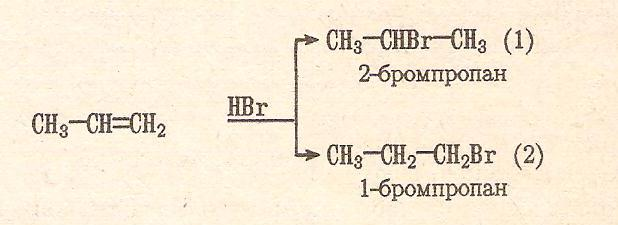 CH₃—CHBr—CH₃ (1)
2-бромпропан
CH₃—CH=CH₂
HBr
CH₃—CH₂—CH₂Br (2)
1-бромпропан